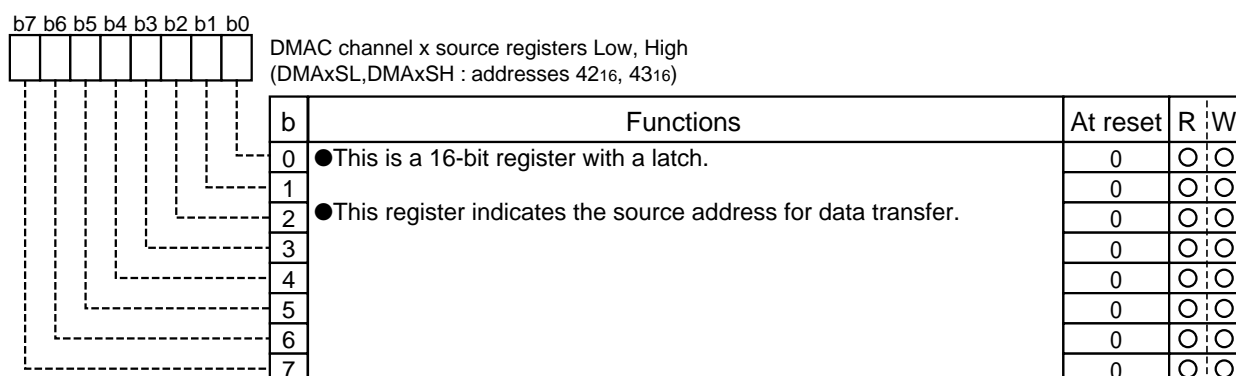 b7 b6 b5 b4 b3 b2 b1 b0
DMAC channel x source registers Low, High
(DMAxSL,DMAxSH : addresses 4216, 4316)
b Functions At reset R W
0 ●This is a 16-bit register with a latch. 0 ○ ○
1 0 ○ ○
2 ●This register indicates the source address for data transfer. 0 ○ ○
3 0 ○ ○
4 0 ○ ○
5 0 ○ ○
6 0 ○ ○
7 0 ○ ○